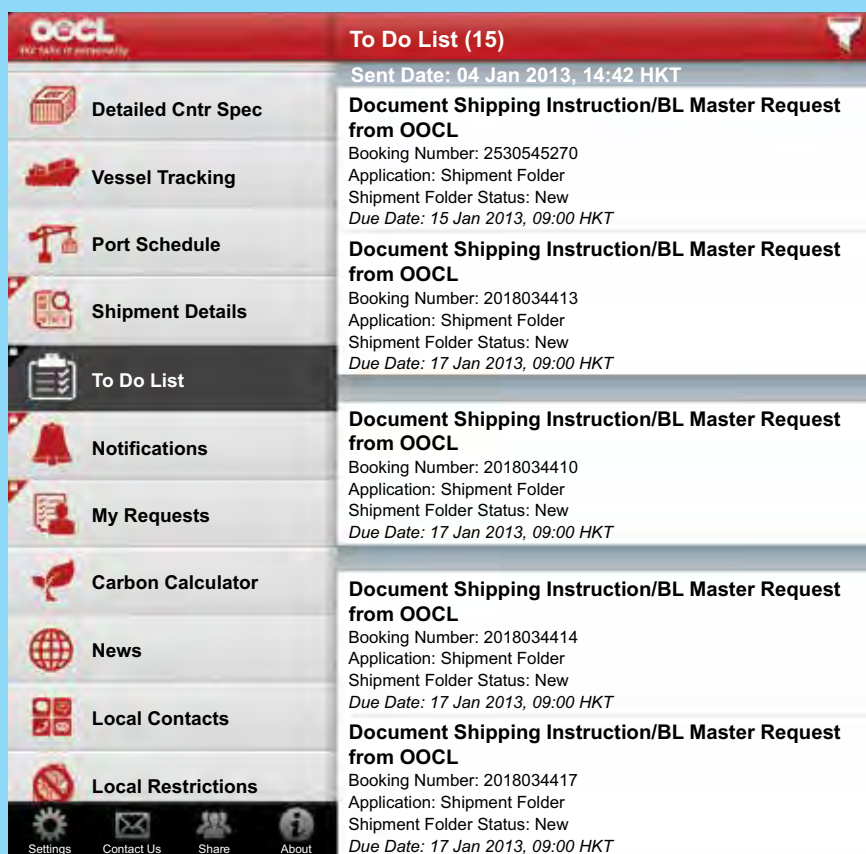 OOCL
We take it personally
Detailed Cntr Spec
Vessel Tracking
Port Schedule
Shipment Details
To Do List
Notifications
My Requests
Carbon Calculator
News
Local Contacts
Local Restrictions
Settings Contact Us Share About
To Do List (15)
Sent Date: 04 Jan 2013, 14:42 HKT
Document Shipping Instruction/BL Master Request
from OOCL
Booking Number: 2530545270
Application: Shipment Folder
Shipment Folder Status: New
Due Date: 15 Jan 2013, 09:00 HKT
Document Shipping Instruction/BL Master Request
from OOCL
Booking Number: 2018034413
Application: Shipment Folder
Shipment Folder Status: New
Due Date: 17 Jan 2013, 09:00 HKT
Document Shipping Instruction/BL Master Request
from OOCL
Booking Number: 2018034410
Application: Shipment Folder
Shipment Folder Status: New
Due Date: 17 Jan 2013, 09:00 HKT
Document Shipping Instruction/BL Master Request
from OOCL
Booking Number: 2018034414
Application: Shipment Folder
Shipment Folder Status: New
Due Date: 17 Jan 2013, 09:00 HKT
Document Shipping Instruction/BL Master Request
from OOCL
Booking Number: 2018034417
Application: Shipment Folder
Shipment Folder Status: New
Due Date: 17 Jan 2013, 09:00 HKT